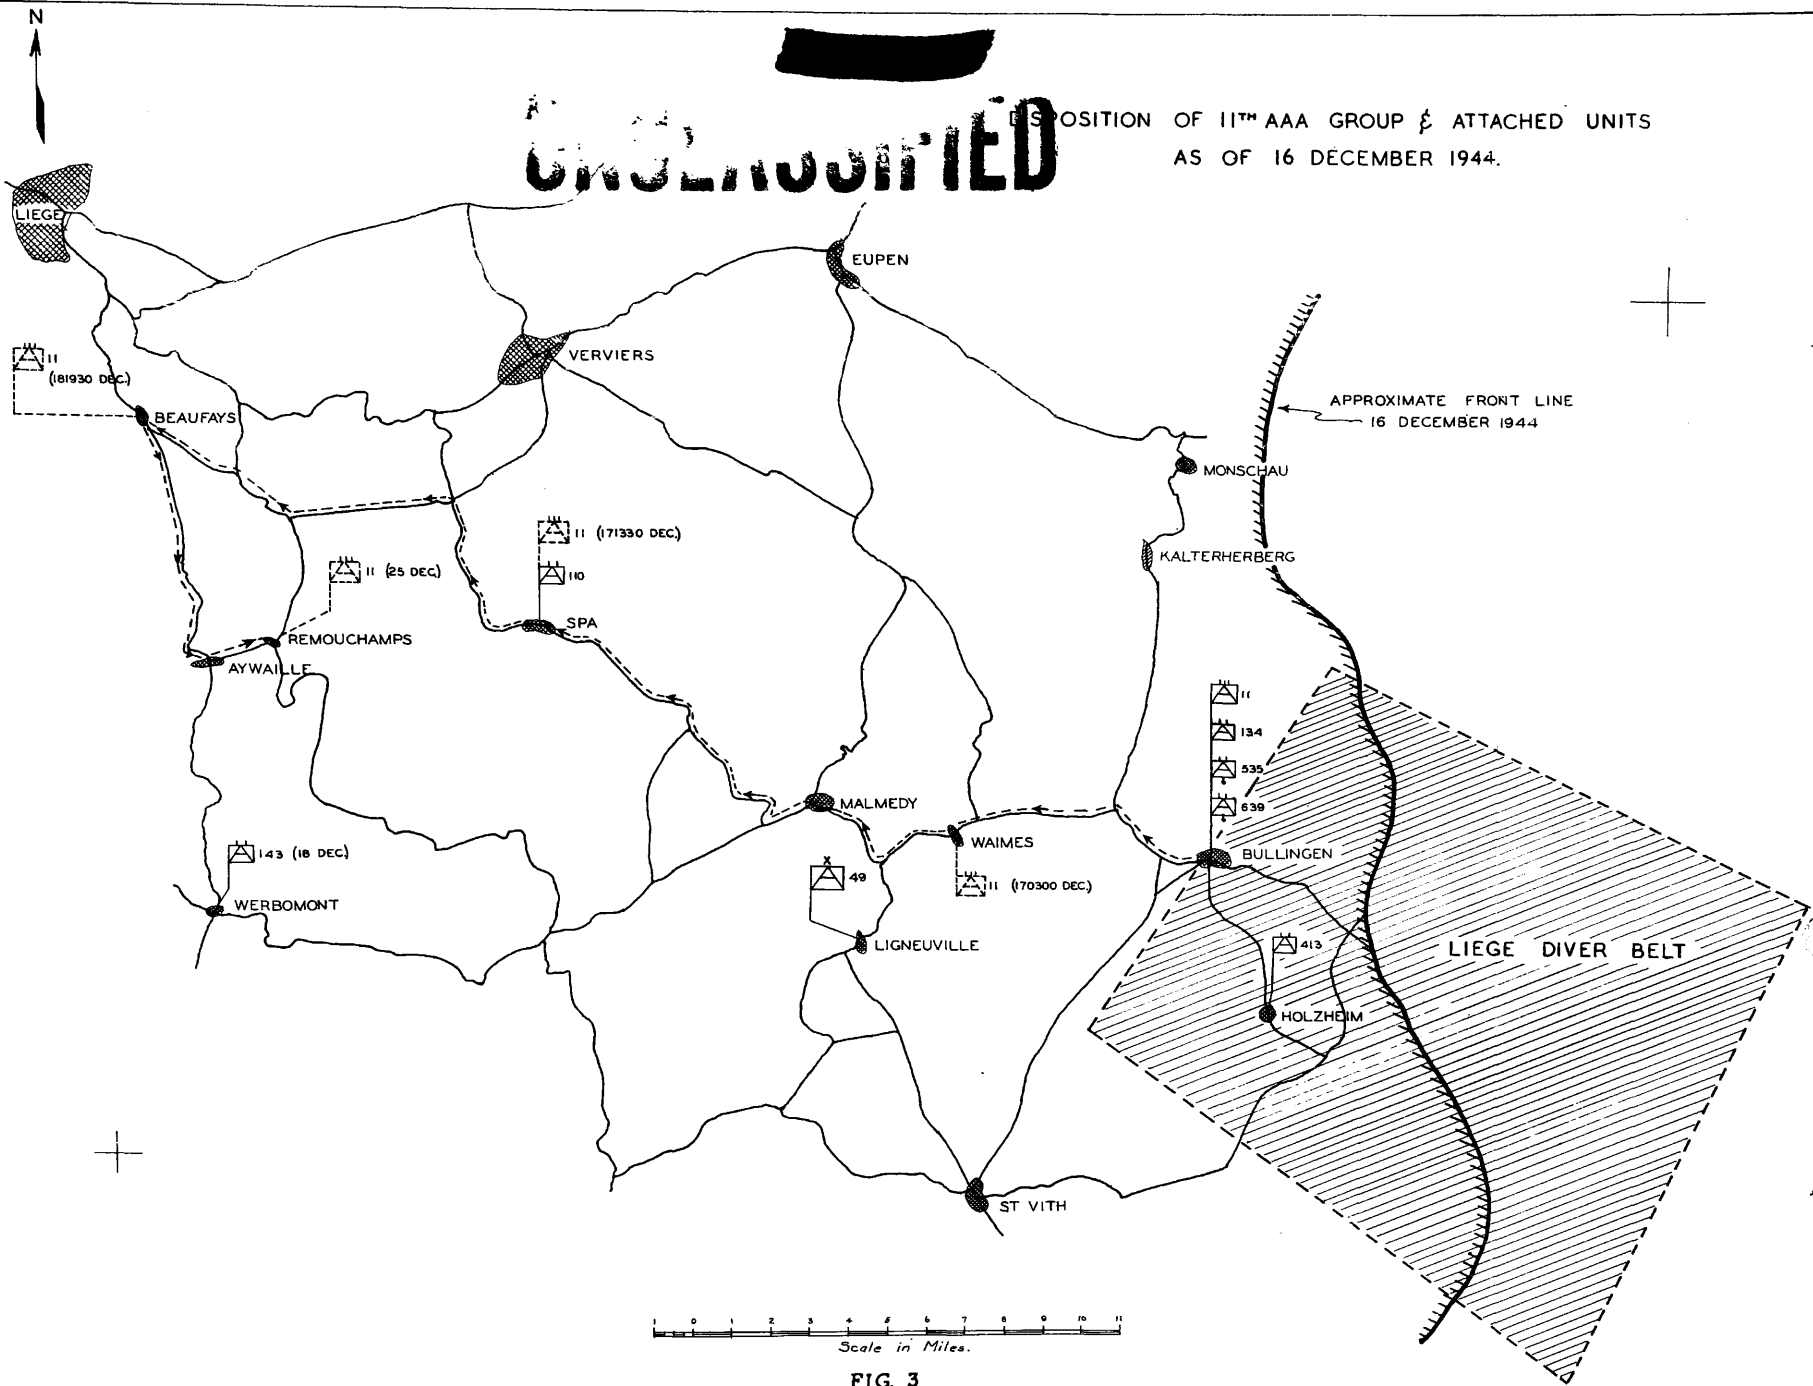 N
UNCLASSIFIED
DISPOSITION OF 11TH AAA GROUP & ATTACHED UNITS
AS OF 16 DECEMBER 1944.
LIEGE
EUPEN
VERVIERS
11
(181930 DEC.)
BEAUFAYS
APPROXIMATE FRONT LINE
16 DECEMBER 1944
MONSCHAU
KALTERHERBERG
11 (171330 DEC.)
110
SPA
11 (25 DEC)
REMOUCHAMPS
AYWAILLE
11
134
535
639
BULLINGEN
MALMEDY
WAIMES
11 (170300 DEC.)
49
LIGNEUVILLE
143 (18 DEC)
WERBOMONT
413
HOLZHEIM
LIEGE DIVER BELT
ST VITH
1 0 1 2 3 4 5 6 7 8 9 10 11
Scale in Miles.
FIG. 3